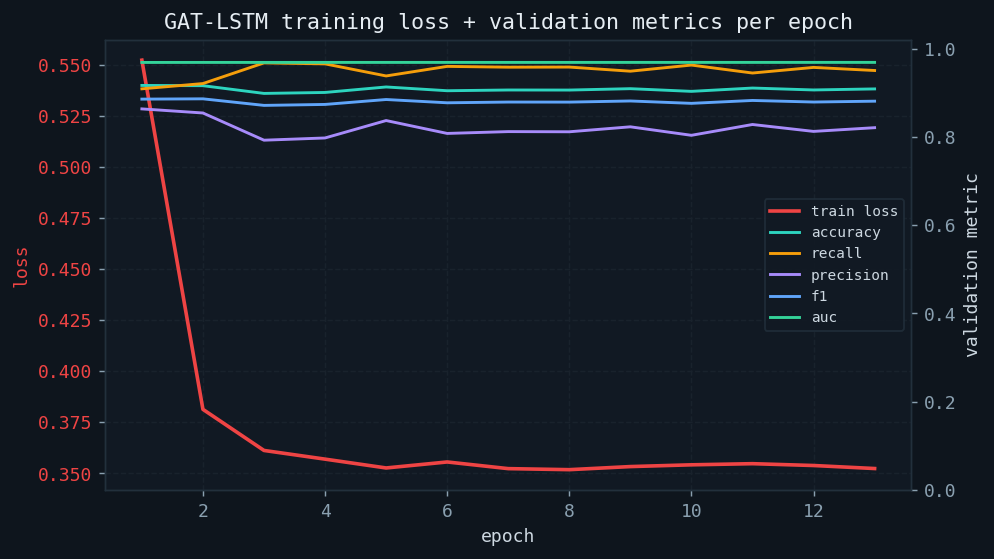 GAT-LSTM training loss + validation metrics per epoch
loss
0.550
0.525
0.500
0.475
0.450
0.425
0.400
0.375
0.350
1.0
0.8
0.6
0.4
0.2
0.0
validation metric
train loss
accuracy
recall
precision
f1
auc
2 4 6 8 10 12
epoch